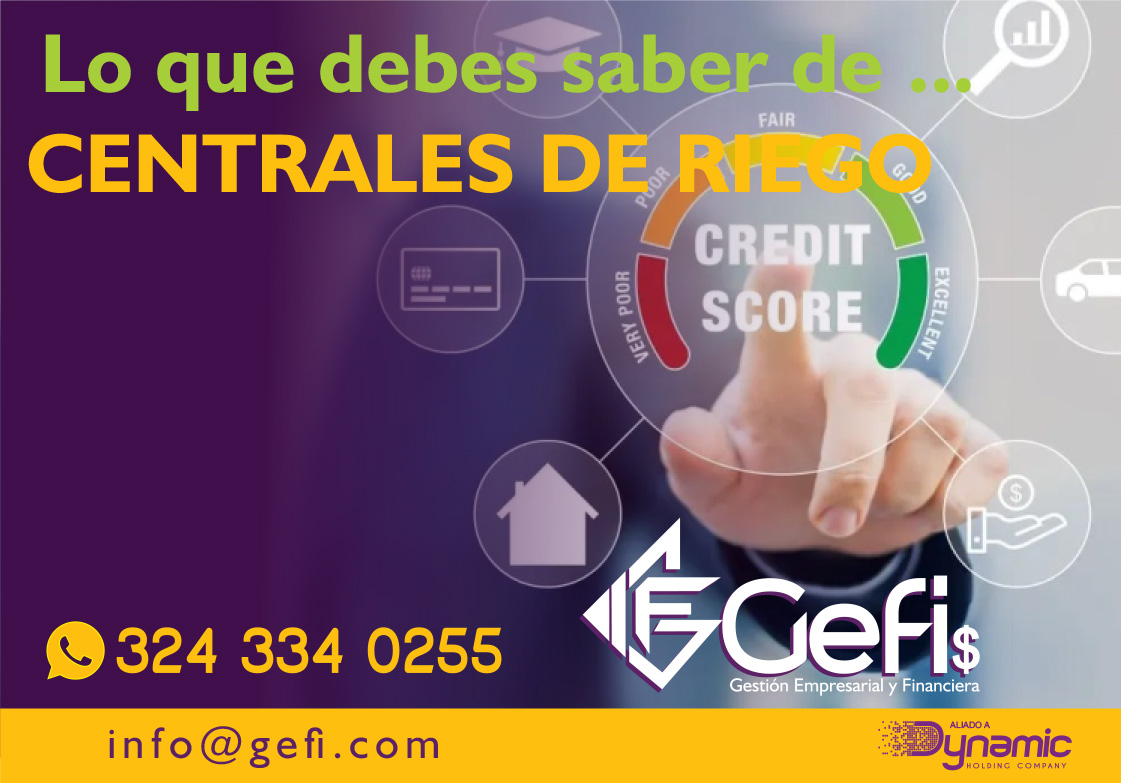 Lo que debes saber de ...
CENTRALES DE RIEGO
FAIR
POOR
GOOD
CREDIT
SCORE
VERY POOR
EXCELLENT
$
Gefi$
Gestión Empresarial y Financiera
324 334 0255
info@gefi.com
ALIADO A
Dynamic
HOLDING COMPANY